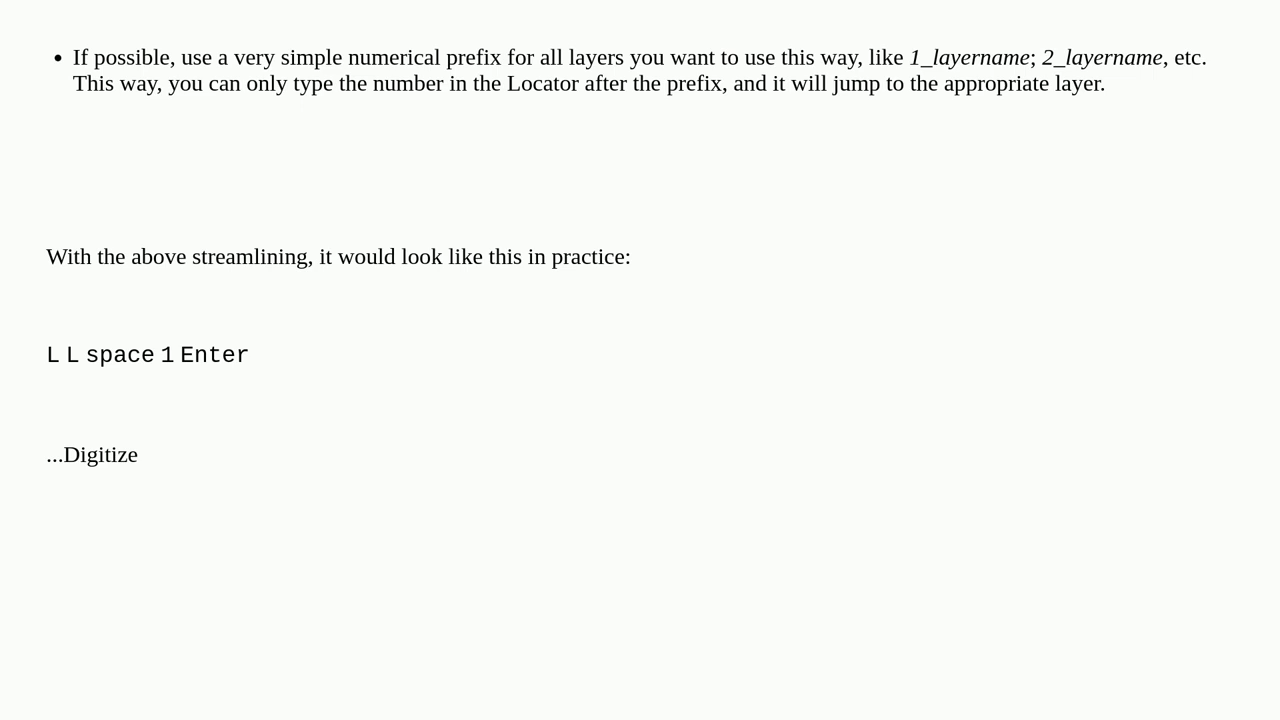 • If possible, use a very simple numerical prefix for all layers you want to use this way, like 1_layername; 2_layername, etc.
This way, you can only type the number in the Locator after the prefix, and it will jump to the appropriate layer.
With the above streamlining, it would look like this in practice:
L L space 1 Enter
...Digitize